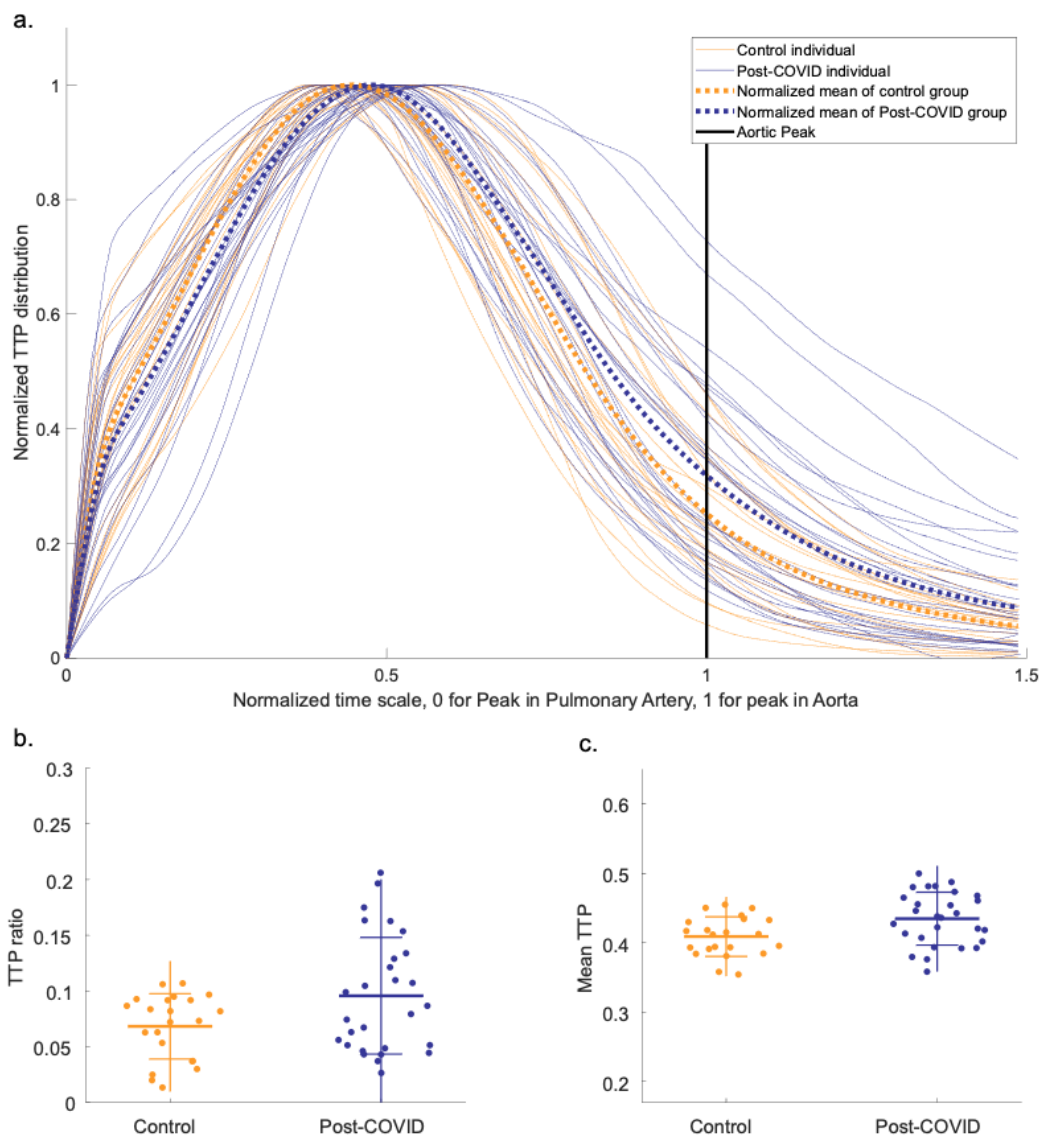 a.
Control individual
Post-COVID individual
Normalized mean of control group
Normalized mean of Post-COVID group
Aortic Peak
Normalized TTP distribution
1
0.8
0.6
0.4
0.2
0
0
0.5
1
1.5
Normalized time scale, 0 for Peak in Pulmonary Artery, 1 for peak in Aorta
b.
TTP ratio
0.3
0.25
0.2
0.15
0.1
0.05
0
Control
Post-COVID
c.
Mean TTP
0.6
0.5
0.4
0.3
0.2
Control
Post-COVID